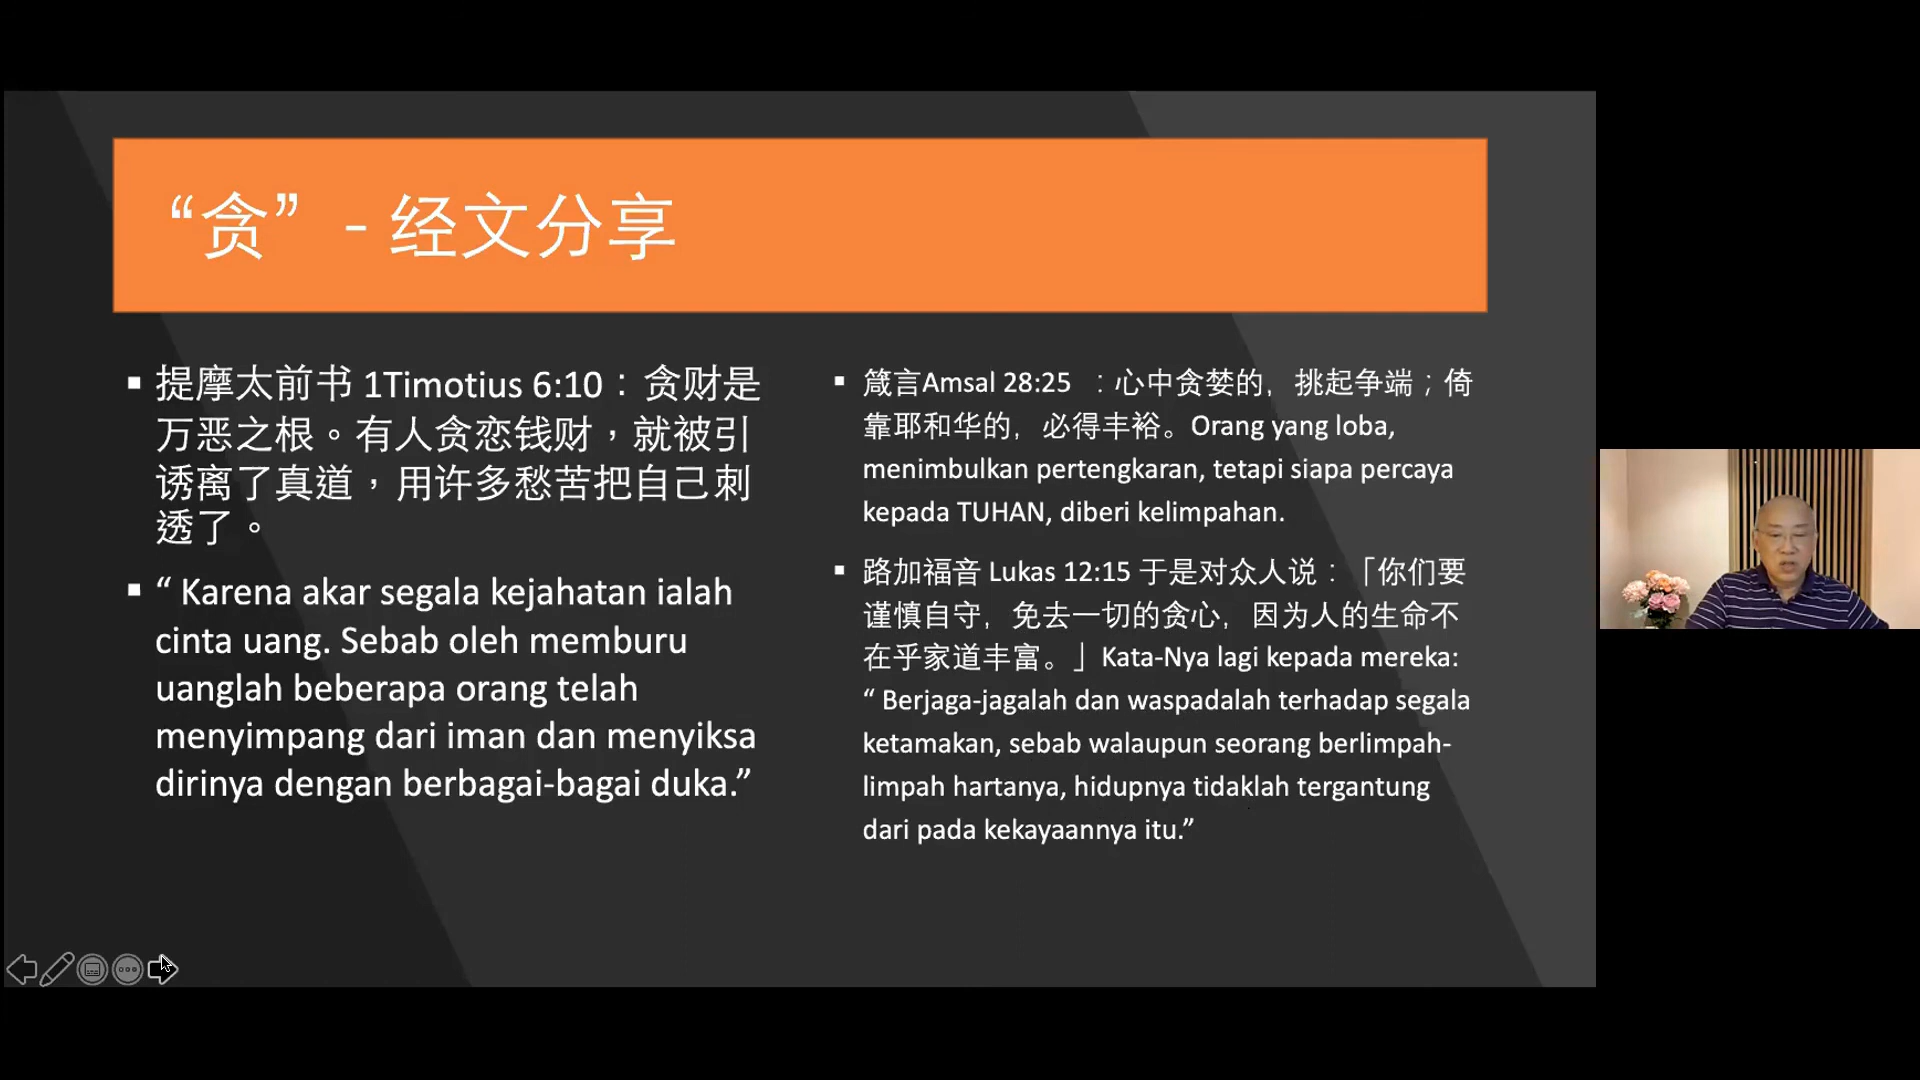 “贪” - 经文分享
▪ 提摩太前书 1Timotius 6:10：贪财是
万恶之根。有人贪恋钱财，就被引
诱离了真道，用许多愁苦把自己刺
透了。
▪ “ Karena akar segala kejahatan ialah
cinta uang. Sebab oleh memburu
uanglah beberapa orang telah
menyimpang dari iman dan menyiksa
dirinya dengan berbagai-bagai duka.”
▪ 箴言Amsal 28:25 ：心中贪婪的，挑起争端；倚
靠耶和华的，必得丰裕。Orang yang loba,
menimbulkan pertengkaran, tetapi siapa percaya
kepada TUHAN, diberi kelimpahan.
▪ 路加福音 Lukas 12:15 于是对众人说：「你们要
谨慎自守，免去一切的贪心，因为人的生命不
在乎家道丰富。」Kata-Nya lagi kepada mereka:
“ Berjaga-jagalah dan waspadalah terhadap segala
ketamakan, sebab walaupun seorang berlimpah-
limpah hartanya, hidupnya tidaklah tergantung
dari pada kekayaannya itu.”